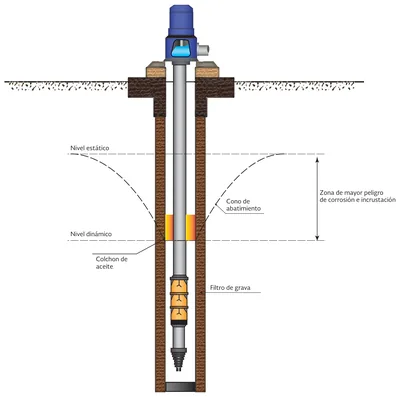 Nivel estático
Zona de mayor peligro
de corrosión e incrustación
Cono de
abatimiento
Nivel dinámico
Colchon de
aceite
Filtro de grava